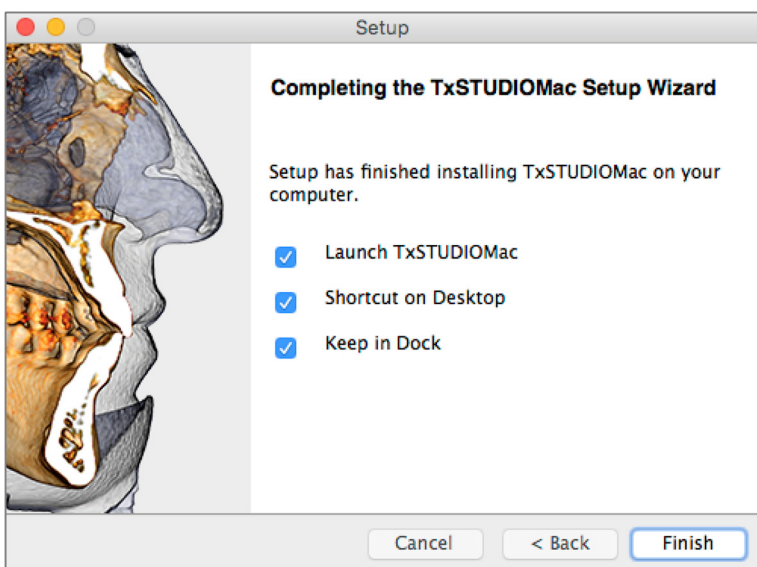 Setup
Completing the TxSTUDIOMac Setup Wizard
Setup has finished installing TxSTUDIOMac on your
computer.
Launch TxSTUDIOMac
Shortcut on Desktop
Keep in Dock
Cancel
< Back
Finish